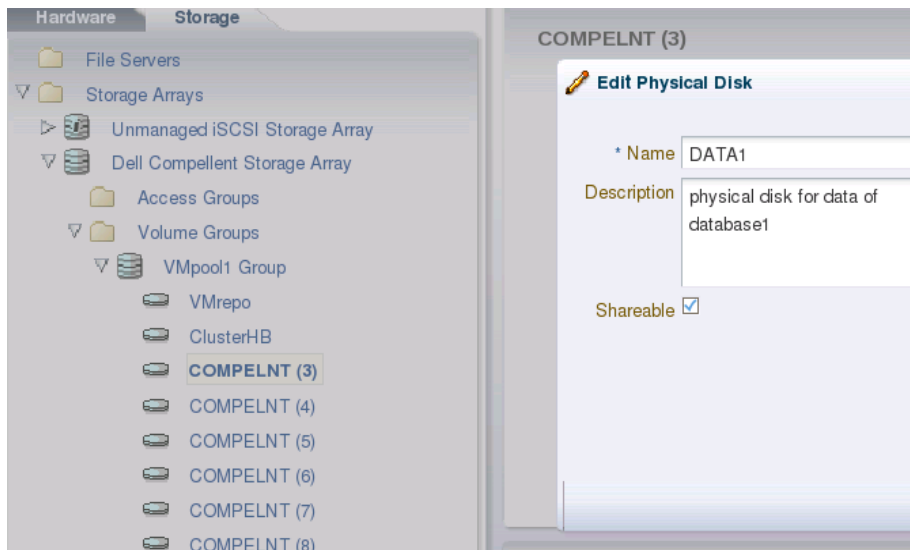 Hardware
Storage
File Servers
Storage Arrays
Unmanaged iSCSI Storage Array
Dell Compellent Storage Array
Access Groups
Volume Groups
VMpool1 Group
VMrepo
ClusterHB
COMPELNT (3)
COMPELNT (4)
COMPELNT (5)
COMPELNT (6)
COMPELNT (7)
COMPELNT (8)
COMPELNT (3)
Edit Physical Disk
* Name DATA1
Description physical disk for data of
database1
Shareable